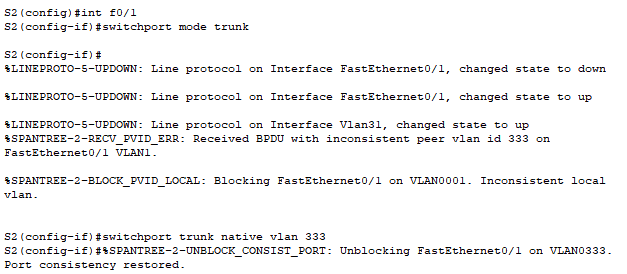 S2(config)#int f0/1
S2(config-if)#switchport mode trunk
S2(config-if)#
%LINEPROTO-5-UPDOWN: Line protocol on Interface FastEthernet0/1, changed state to down
%LINEPROTO-5-UPDOWN: Line protocol on Interface FastEthernet0/1, changed state to up
%LINEPROTO-5-UPDOWN: Line protocol on Interface Vlan31, changed state to up
%SPANTREE-2-RECV_PVID_ERR: Received BPDU with inconsistent peer vlan id 333 on
FastEthernet0/1 VLAN1.
%SPANTREE-2-BLOCK_PVID_LOCAL: Blocking FastEthernet0/1 on VLAN0001. Inconsistent local
vlan.
S2(config-if)#switchport trunk native vlan 333
S2(config-if)#%SPANTREE-2-UNBLOCK_CONSIST_PORT: Unblocking FastEthernet0/1 on VLAN0333.
Port consistency restored.